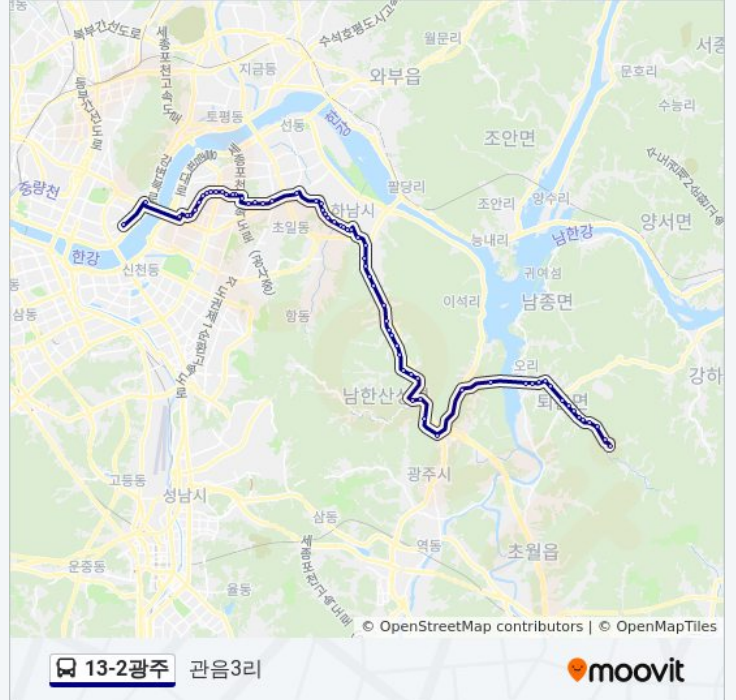 북부간선도로
수석호평도시고속
월문리
서종
세종포천고속도로
지금동
와부읍
문호리
동부간선도로
수능리
토평동
선동
한강
조안면
중랑천
팔당리
조안리
양수리
양서면
하남시
초일동
능내리
남한강
한강
신천동
귀여섬
남종면
이석리
삼동
항동
오리
강하
남한산성면
퇴촌면
광주시
고등동
성남시
삼동
역동
초월읍
운중동
율동
© OpenStreetMap contributors | © OpenMapTiles
13-2광주 관음3리
moovit